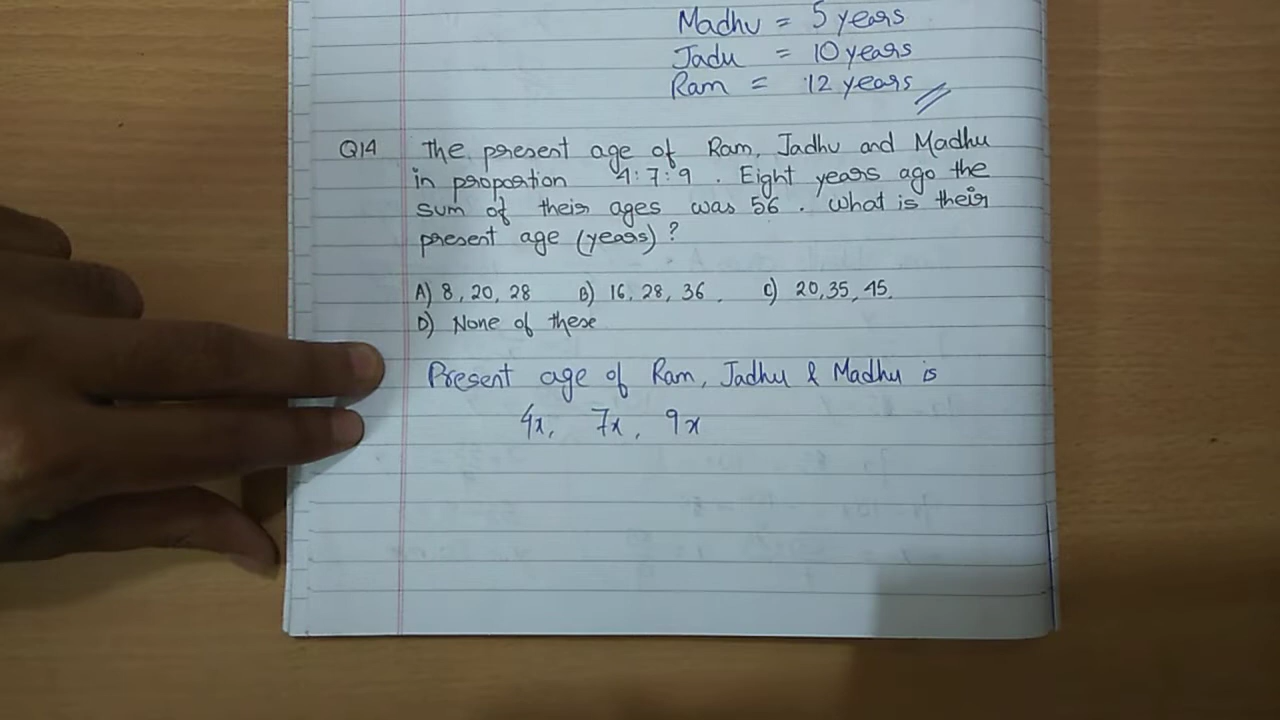 Madhu = 5 years
Jadu = 10 years
Ram = 12 years
Q14 The present age of Ram, Jadhu and Madhu
in proportion 4:7:9. Eight years ago the
sum of their ages was 56. What is their
present age (years)?
A) 8, 20, 28 B) 16, 28, 36. C) 20, 35, 45.
D) None of these
Present age of Ram, Jadhu & Madhu is
4x, 7x, 9x